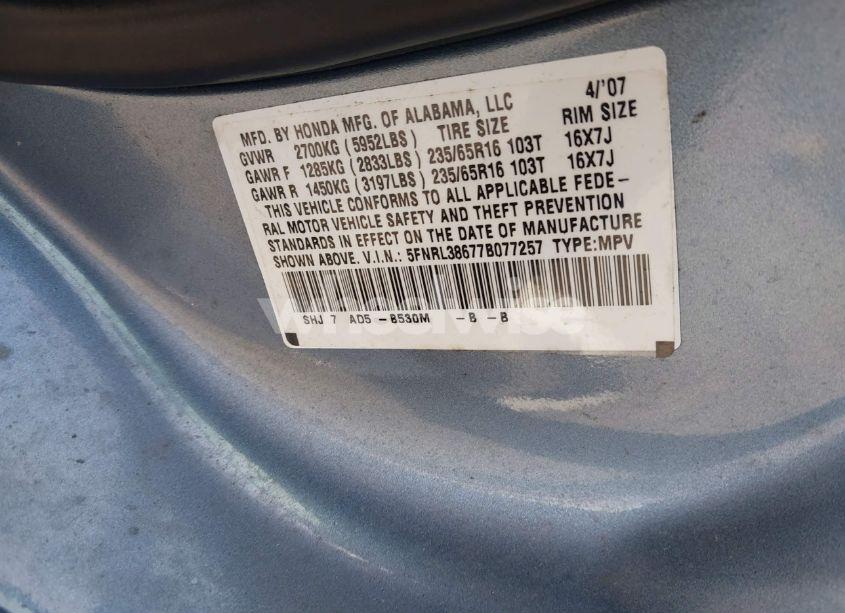 4/'07
MFD. BY HONDA MFG. OF ALABAMA, LLC
GVWR 2700KG (5952LBS) TIRE SIZE RIM SIZE
GAWR F 1285KG (2833LBS) 235/65R16 103T 16X7J
GAWR R 1450KG (3197LBS) 235/65R16 103T 16X7J
THIS VEHICLE CONFORMS TO ALL APPLICABLE FEDE-
RAL MOTOR VEHICLE SAFETY AND THEFT PREVENTION
STANDARDS IN EFFECT ON THE DATE OF MANUFACTURE
SHOWN ABOVE. V.I.N.: 5FNRL38677B077257 TYPE:MPV
wheelwise
SHJ 7 AD5 -B530M -B -B